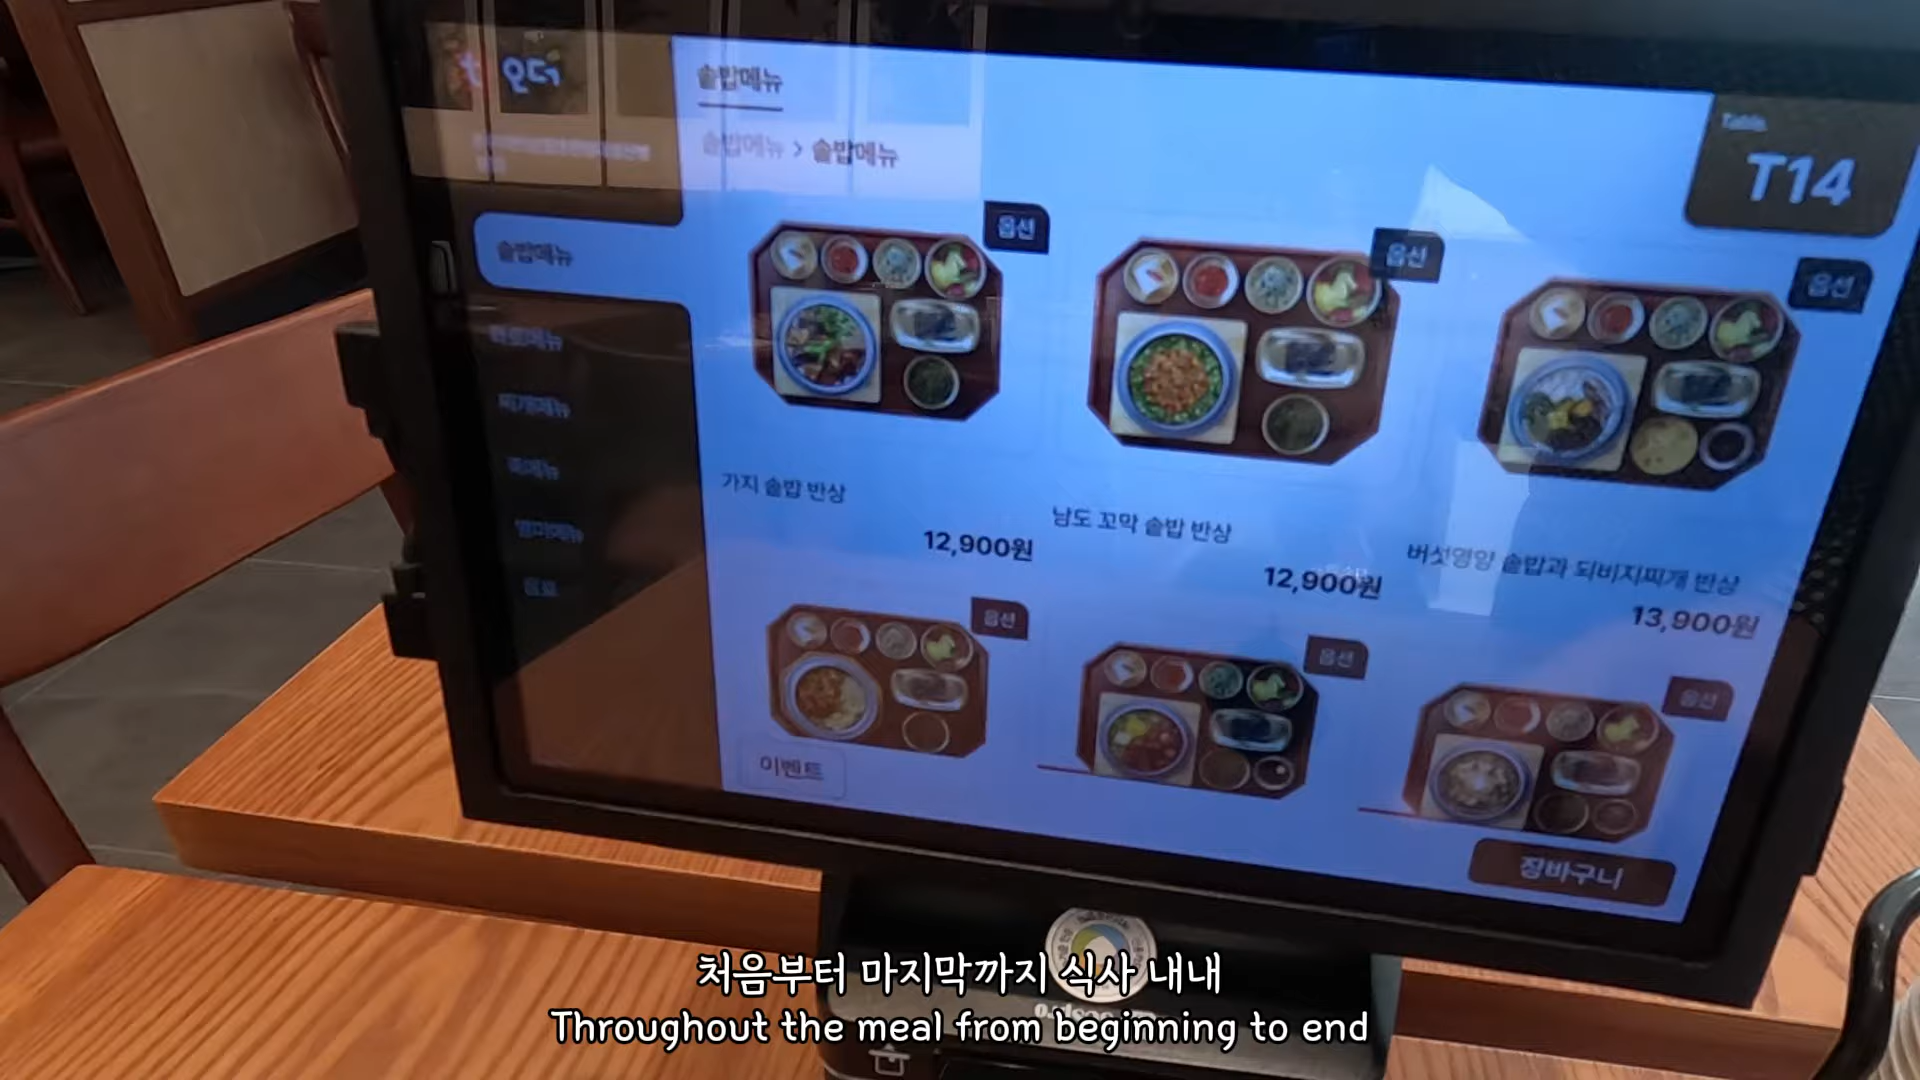 오더
솥밥메뉴
Table
T14
솥밥메뉴 > 솥밥메뉴
옵션
옵션
옵션
솥밥메뉴
찌개메뉴
가지 솥밥 반상
12,900원
남도 꼬막 솥밥 반상
12,900원
버섯영양 솥밥과 되비지찌개 반상
13,900원
옵션
옵션
옵션
이벤트
장바구니
처음부터 마지막까지 식사 내내
Throughout the meal from beginning to end